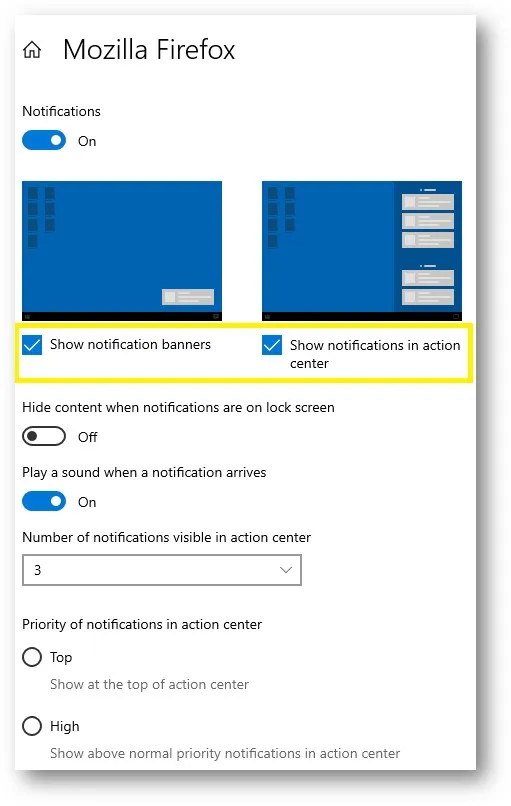 Mozilla Firefox
Notifications
On
Show notification banners
Show notifications in action
center
Hide content when notifications are on lock screen
Off
Play a sound when a notification arrives
On
Number of notifications visible in action center
3
Priority of notifications in action center
Top
Show at the top of action center
High
Show above normal priority notifications in action center